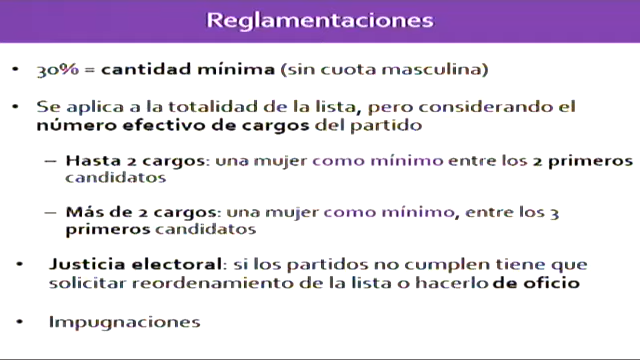 Reglamentaciones
• 30% = cantidad mínima (sin cuota masculina)
• Se aplica a la totalidad de la lista, pero considerando el
número efectivo de cargos del partido
– Hasta 2 cargos: una mujer como mínimo entre los 2 primeros
candidatos
– Más de 2 cargos: una mujer como mínimo, entre los 3
primeros candidatos
• Justicia electoral: si los partidos no cumplen tiene que
solicitar reordenamiento de la lista o hacerlo de oficio
• Impugnaciones